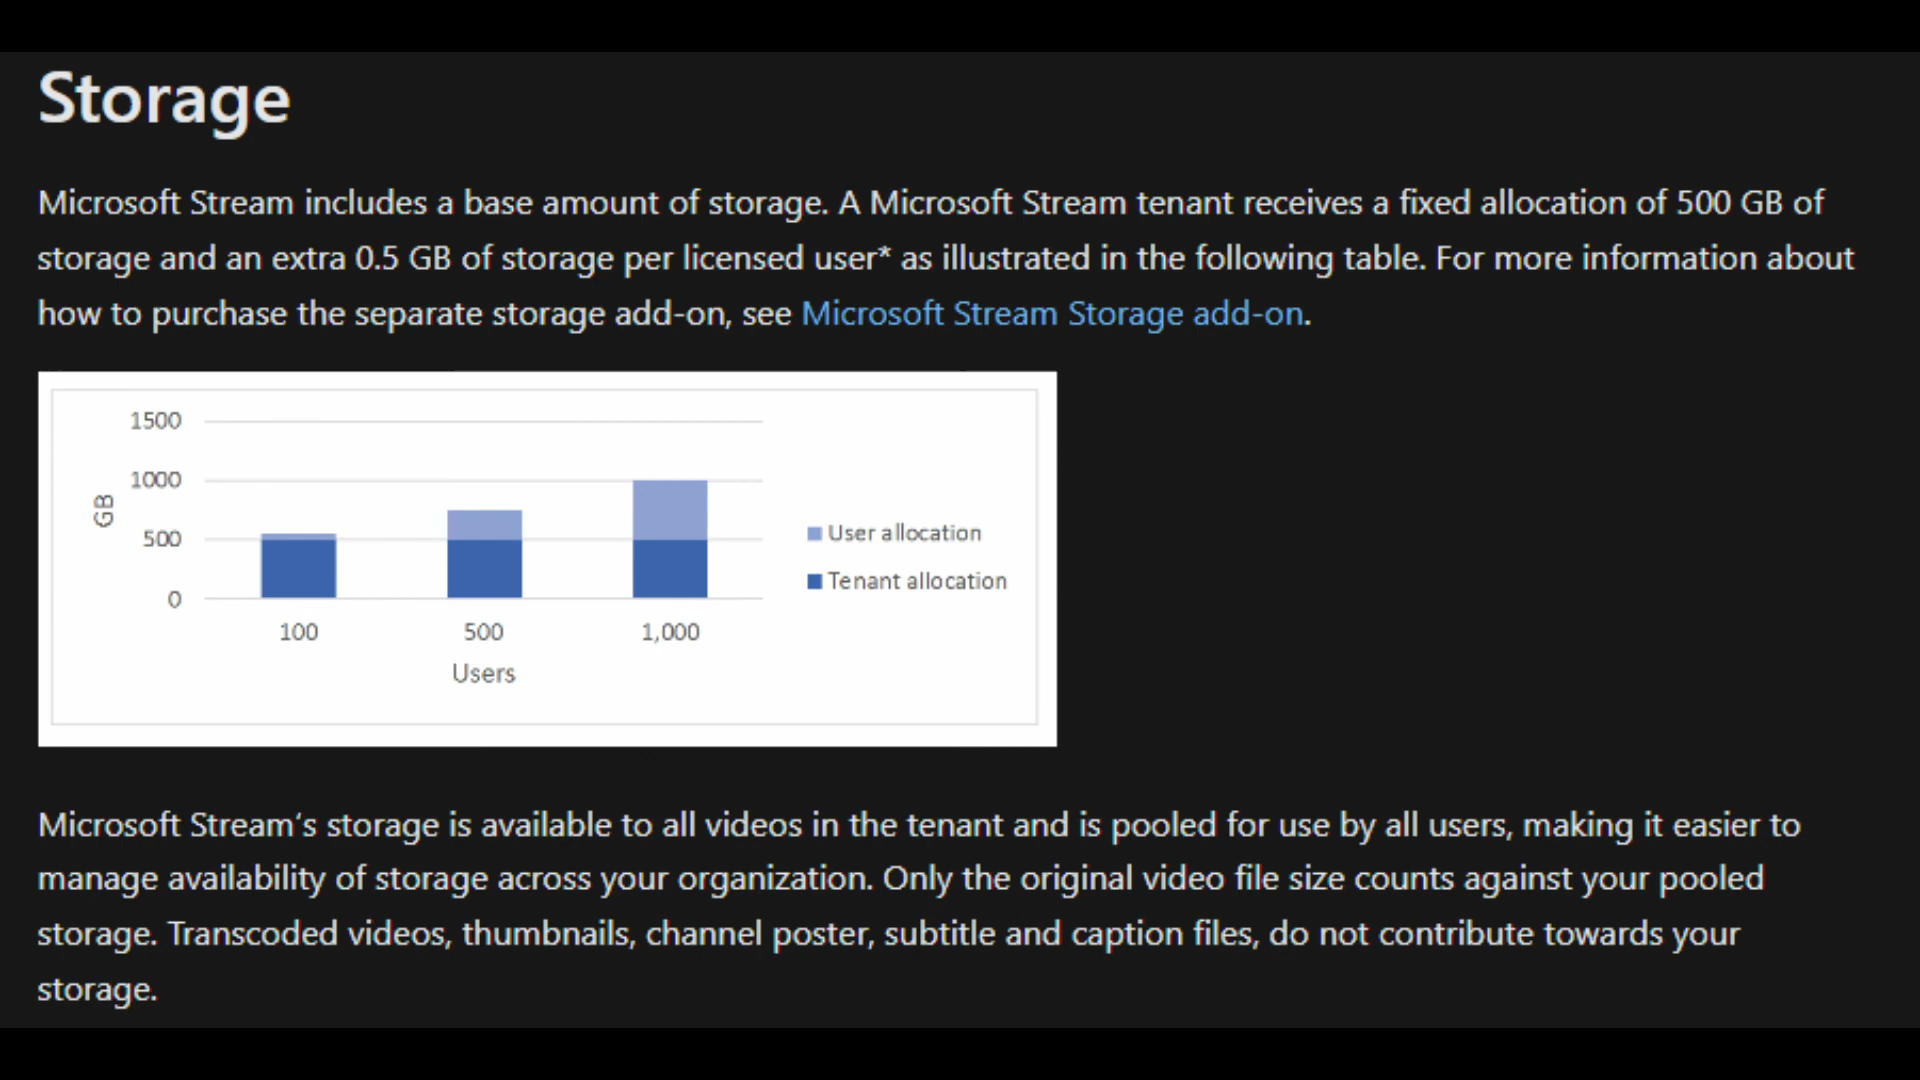 Storage
Microsoft Stream includes a base amount of storage. A Microsoft Stream tenant receives a fixed allocation of 500 GB of
storage and an extra 0.5 GB of storage per licensed user* as illustrated in the following table. For more information about
how to purchase the separate storage add-on, see Microsoft Stream Storage add-on.
1500
1000
500
0
GB
100 500 1,000
Users
User allocation
Tenant allocation
Microsoft Stream‘s storage is available to all videos in the tenant and is pooled for use by all users, making it easier to
manage availability of storage across your organization. Only the original video file size counts against your pooled
storage. Transcoded videos, thumbnails, channel poster, subtitle and caption files, do not contribute towards your
storage.